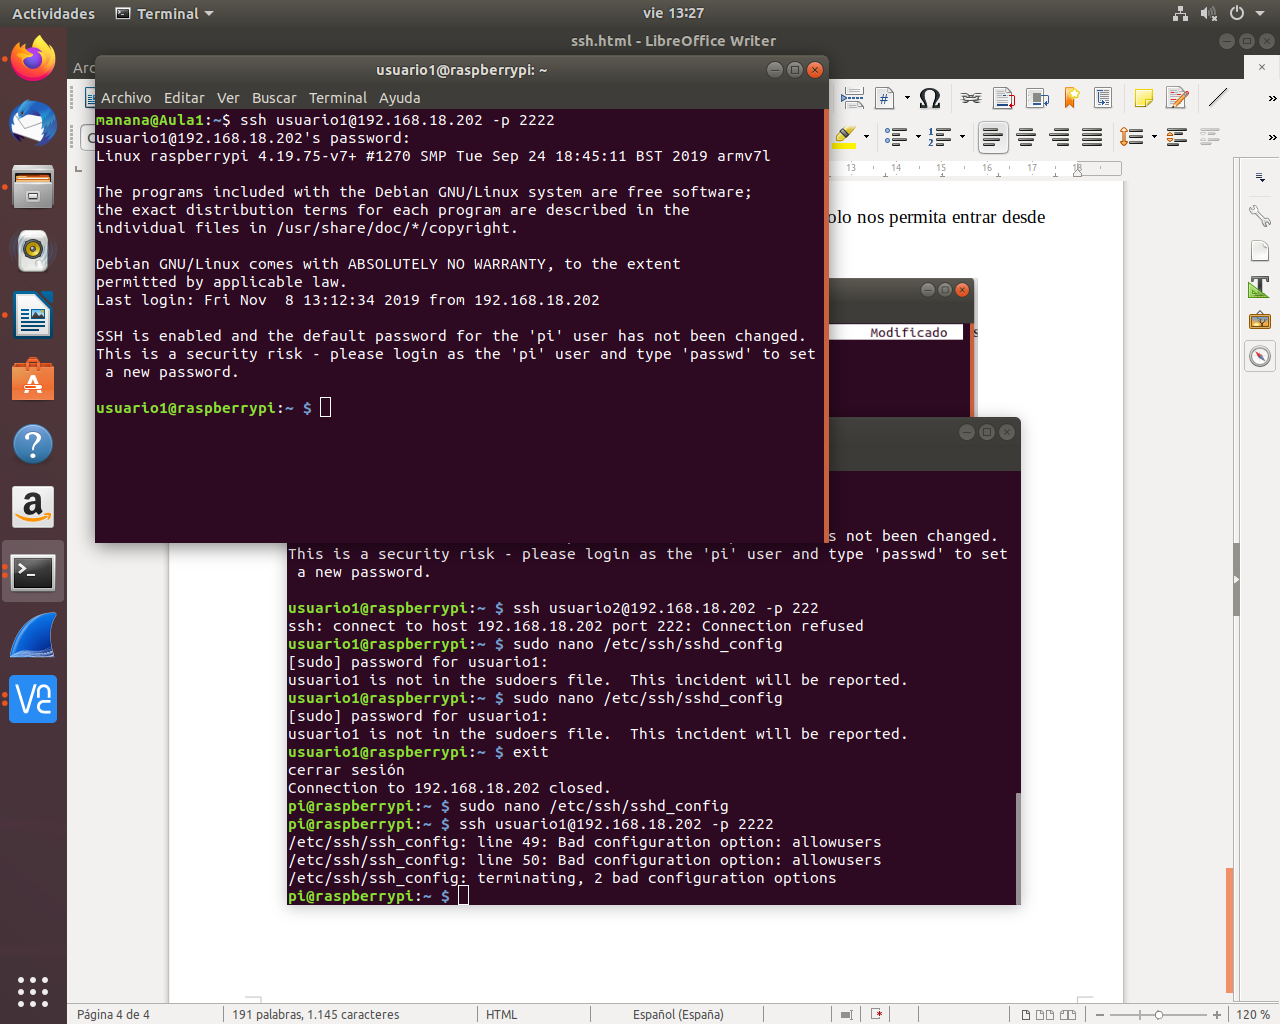 Actividades
Terminal
vie 13:27
ssh.html - LibreOffice Writer
Arc
usuario1@raspberrypi: ~
Archivo Editar Ver Buscar Terminal Ayuda
manana@Aula1:~$ ssh usuario1@192.168.18.202 -p 2222
usuario1@192.168.18.202's password:
Linux raspberrypi 4.19.75-v7+ #1270 SMP Tue Sep 24 18:45:11 BST 2019 armv7l
The programs included with the Debian GNU/Linux system are free software;
the exact distribution terms for each program are described in the
individual files in /usr/share/doc/*/copyright.
Debian GNU/Linux comes with ABSOLUTELY NO WARRANTY, to the extent
permitted by applicable law.
Last login: Fri Nov  8 13:12:34 2019 from 192.168.18.202
SSH is enabled and the default password for the 'pi' user has not been changed.
This is a security risk - please login as the 'pi' user and type 'passwd' to set
 a new password.
usuario1@raspberrypi:~ $
13 14 15 16 17 18
olo nos permita entrar desde
Modificado
s not been changed.
This is a security risk - please login as the 'pi' user and type 'passwd' to set
 a new password.
usuario1@raspberrypi:~ $ ssh usuario2@192.168.18.202 -p 222
ssh: connect to host 192.168.18.202 port 222: Connection refused
usuario1@raspberrypi:~ $ sudo nano /etc/ssh/sshd_config
[sudo] password for usuario1:
usuario1 is not in the sudoers file.  This incident will be reported.
usuario1@raspberrypi:~ $ sudo nano /etc/ssh/sshd_config
[sudo] password for usuario1:
usuario1 is not in the sudoers file.  This incident will be reported.
usuario1@raspberrypi:~ $ exit
cerrar sesión
Connection to 192.168.18.202 closed.
pi@raspberrypi:~ $ sudo nano /etc/ssh/sshd_config
pi@raspberrypi:~ $ ssh usuario1@192.168.18.202 -p 2222
/etc/ssh/ssh_config: line 49: Bad configuration option: allowusers
/etc/ssh/ssh_config: line 50: Bad configuration option: allowusers
/etc/ssh/ssh_config: terminating, 2 bad configuration options
pi@raspberrypi:~ $
Página 4 de 4
191 palabras, 1.145 caracteres
HTML
Español (España)
120 %